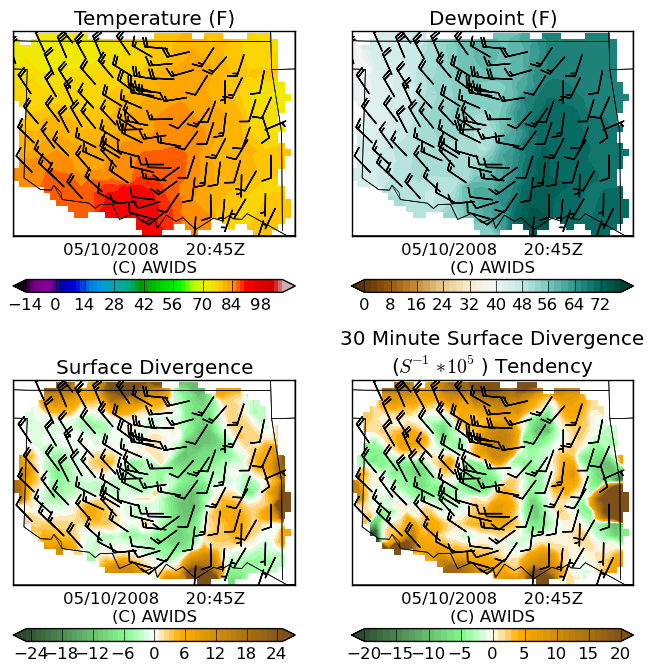 Temperature (F)
Dewpoint (F)
05/10/2008 20:45Z
(C) AWIDS
05/10/2008 20:45Z
(C) AWIDS
−14 0 14 28 42 56 70 84 98
0 8 16 24 32 40 48 56 64 72
30 Minute Surface Divergence
Surface Divergence
(S⁻¹ *10⁵ ) Tendency
05/10/2008 20:45Z
(C) AWIDS
05/10/2008 20:45Z
(C) AWIDS
−24 −18 −12 −6 0 6 12 18 24
−20 −15 −10 −5 0 5 10 15 20